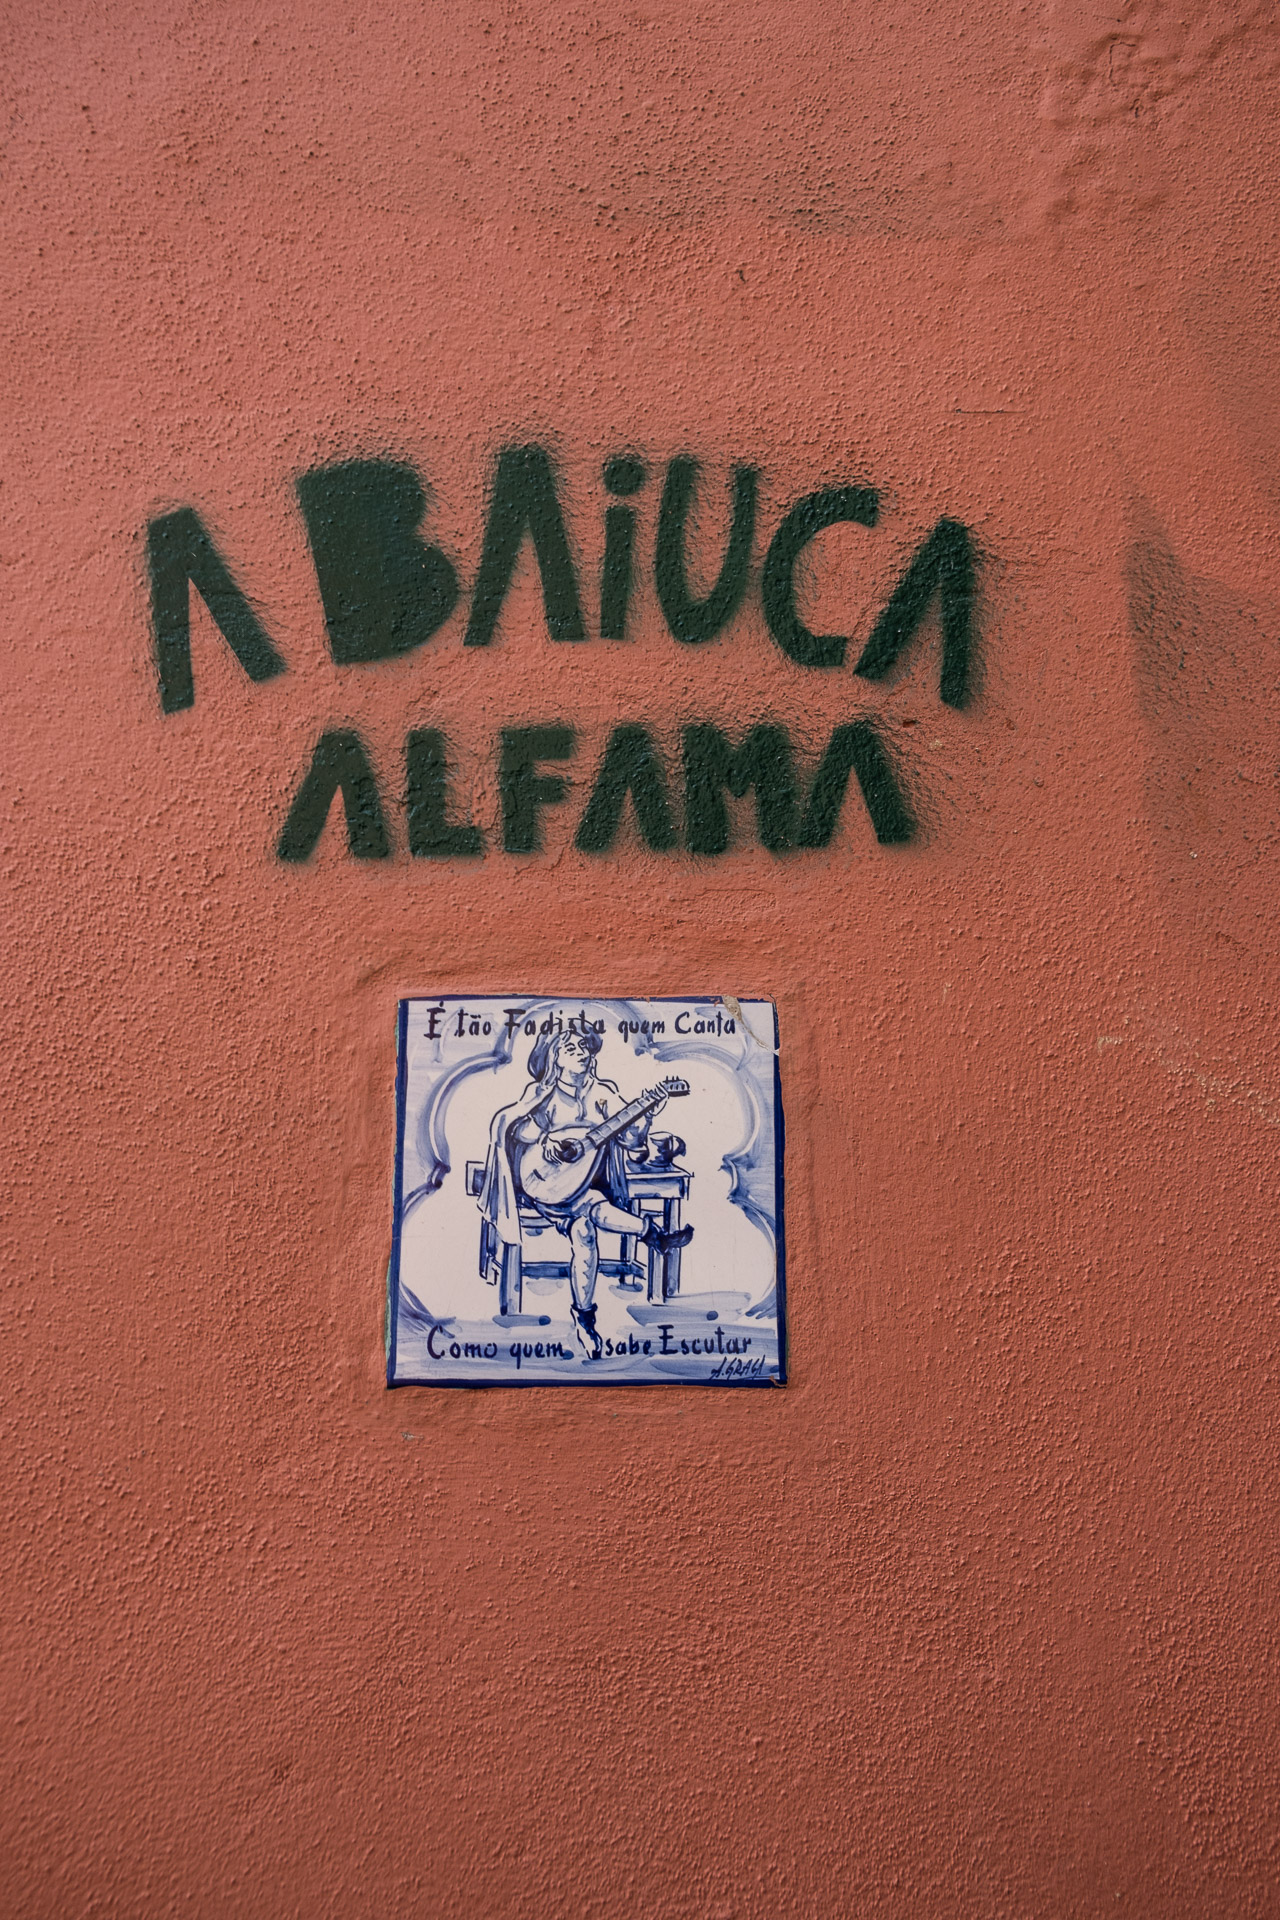 A BAiUCA
ALFAMA
É tão Fadista quem Canta
Como quem sabe Escutar